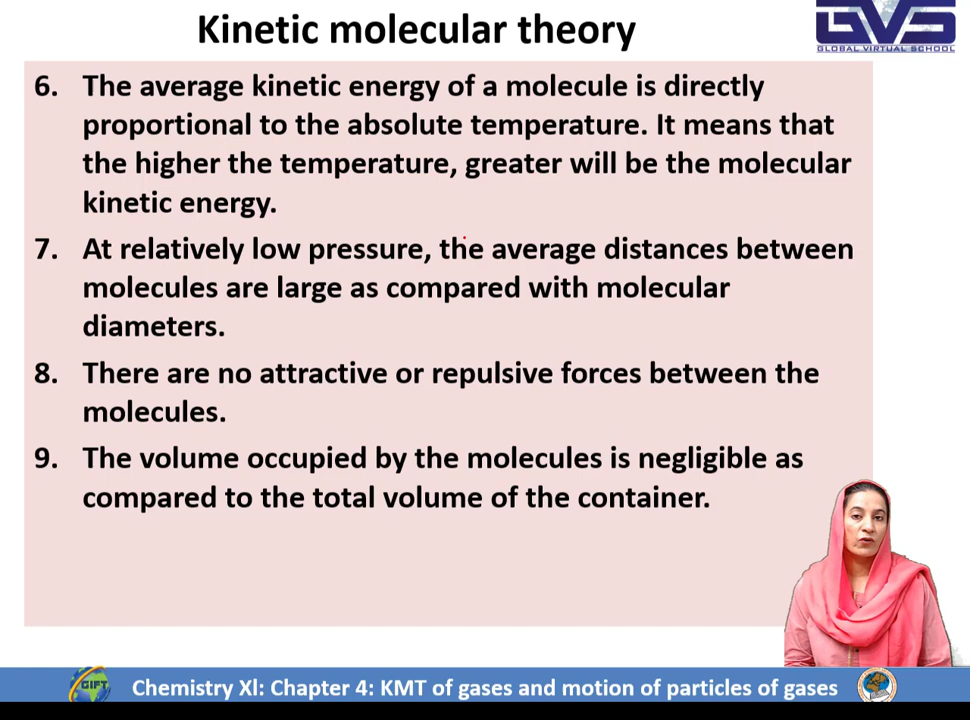 Kinetic molecular theory
GVS
GLOBAL VIRTUAL SCHOOL
6. The average kinetic energy of a molecule is directly
proportional to the absolute temperature. It means that
the higher the temperature, greater will be the molecular
kinetic energy.
7. At relatively low pressure, the average distances between
molecules are large as compared with molecular
diameters.
8. There are no attractive or repulsive forces between the
molecules.
9. The volume occupied by the molecules is negligible as
compared to the total volume of the container.
GIFT
Chemistry Xl: Chapter 4: KMT of gases and motion of particles of gases